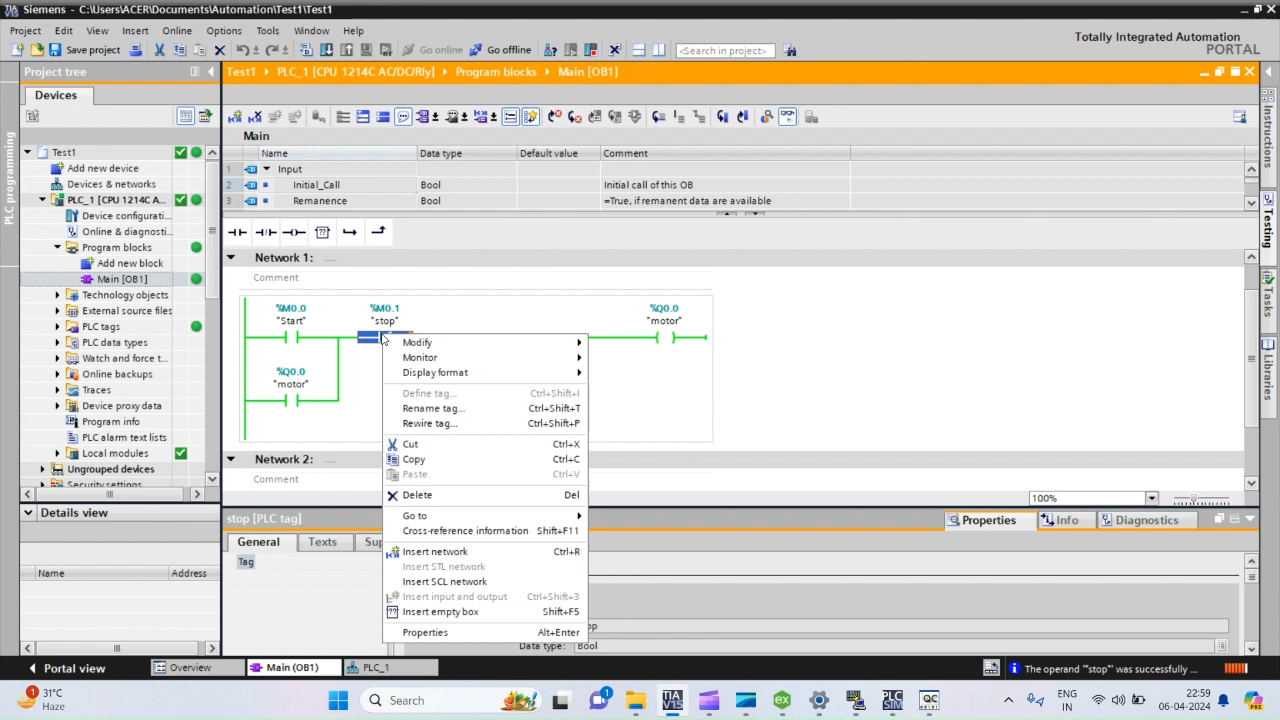 Siemens - C:\Users\ACER\Documents\Automation\Test1\Test1
Project Edit View Insert Online Options Window Help
Totally Integrated Automation
PORTAL
Save project
Go online
Go offline
<Search in project>
Project tree
Test1 PLC_1 [CPU 1214C AC/DC/Rly] Program blocks Main [OB1]
Devices
PLC programming
Test1
Add new device
Devices & networks
PLC_1 [CPU 1214C A...
Device configurati...
Online & diagnosti...
Program blocks
Add new block
Main [OB1]
Technology objects
External source files
PLC tags
PLC data types
Watch and force t...
Online backups
Traces
Device proxy data
Program info
PLC alarm text lists
Local modules
Ungrouped devices
Security settings
Details view
Name Address
Main
Name Data type Default value Comment
1 Input
2 Initial_Call Bool Initial call of this OB
3 Remanence Bool =True, if remanent data are available
Network 1: .....
Comment
%M0.0 %M0.1 %Q0.0
"Start" "stop" "motor"
%Q0.0
"motor"
Network 2: .....
Comment
Modify
Monitor
Display format
Define tag... Ctrl+Shift+I
Rename tag... Ctrl+Shift+T
Rewire tag... Ctrl+Shift+P
Cut Ctrl+X
Copy Ctrl+C
Paste Ctrl+V
Delete Del
Go to
Cross-reference information Shift+F11
Insert network Ctrl+R
Insert STL network
Insert SCL network
Insert input and output Ctrl+Shift+3
Insert empty box Shift+F5
Properties Alt+Enter
100%
stop [PLC tag]
Properties Info Diagnostics
General Texts
Tag
Data type: Bool
Instructions
Testing
Tasks
Libraries
Portal view Overview Main (OB1) PLC_1
The operand '"stop"' was successfully ...
31°C
Haze
Search
ENG
IN
22:59
06-04-2024